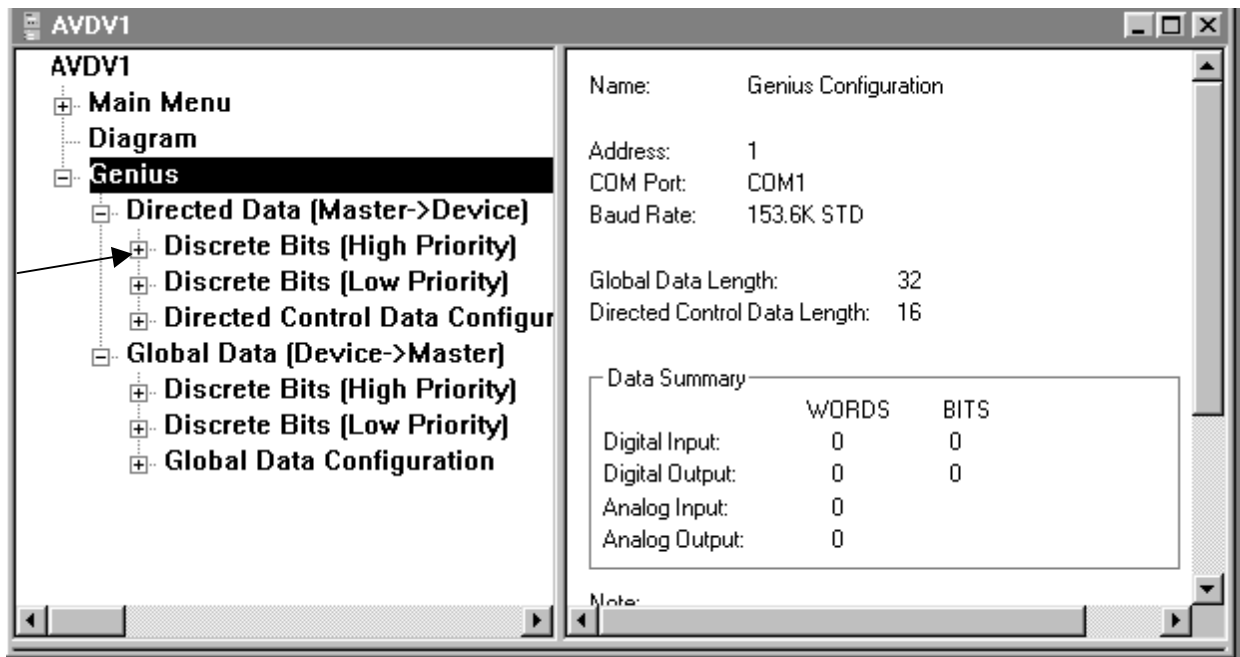 AVDV1
AVDV1
Main Menu
Diagram
Genius
Directed Data (Master->Device)
Discrete Bits (High Priority)
Discrete Bits (Low Priority)
Directed Control Data Configur
Global Data (Device->Master)
Discrete Bits (High Priority)
Discrete Bits (Low Priority)
Global Data Configuration
Name: Genius Configuration
Address: 1
COM Port: COM1
Baud Rate: 153.6K STD
Global Data Length: 32
Directed Control Data Length: 16
Data Summary
WORDS BITS
Digital Input: 0 0
Digital Output: 0 0
Analog Input: 0
Analog Output: 0
Note: